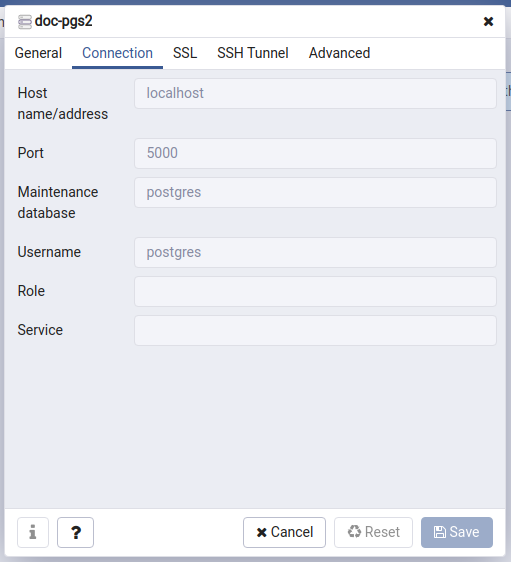 doc-pgs2
General Connection SSL SSH Tunnel Advanced
Host name/address
localhost
Port
5000
Maintenance database
postgres
Username
postgres
Role
Service
i ? Cancel Reset Save